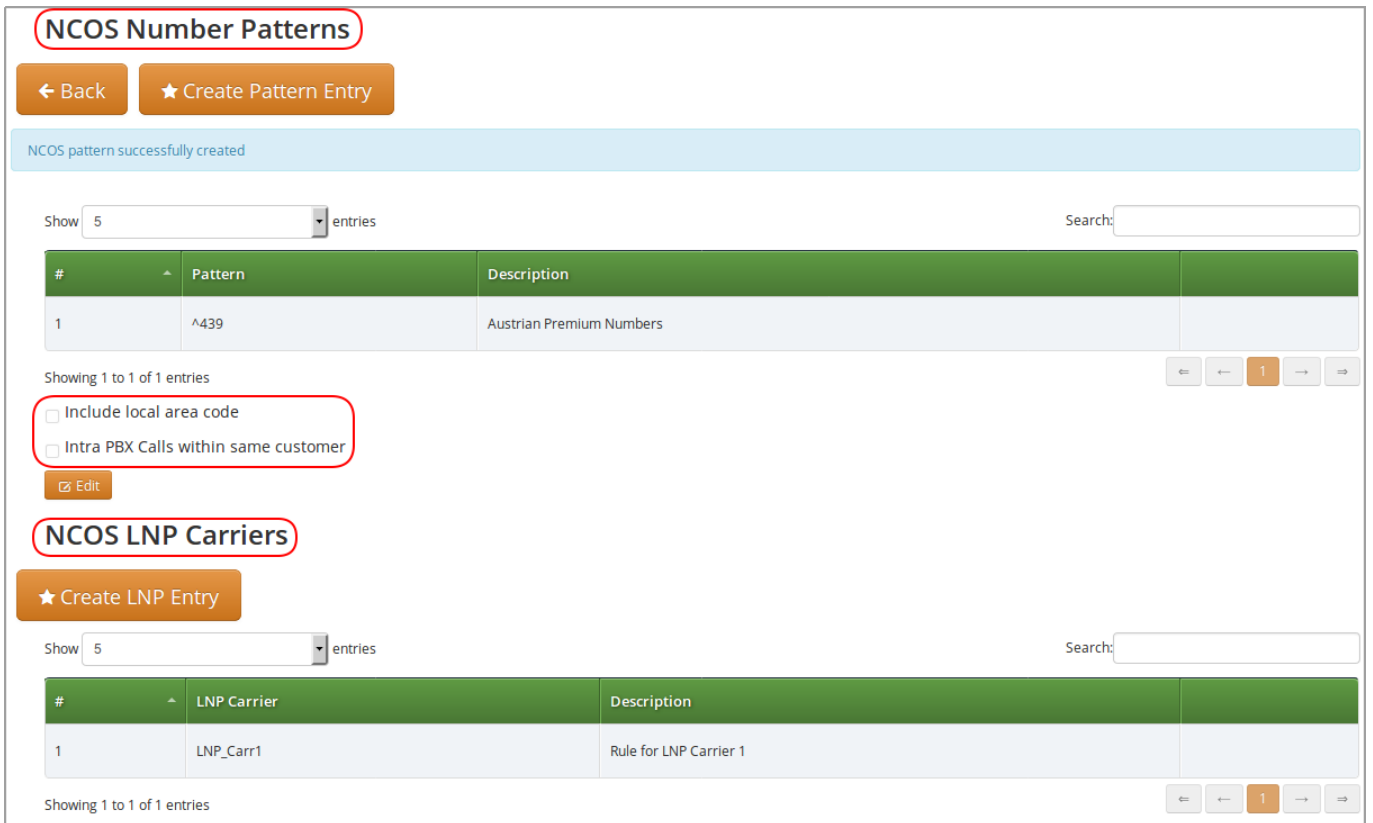 NCOS Number Patterns
Back Create Pattern Entry
NCOS pattern successfully created
Show 5 entries Search:
# Pattern Description
1 ^439 Austrian Premium Numbers
Showing 1 to 1 of 1 entries ⇐ ← 1 → ⇒
Include local area code
Intra PBX Calls within same customer
Edit
NCOS LNP Carriers
Create LNP Entry
Show 5 entries Search:
# LNP Carrier Description
1 LNP_Carr1 Rule for LNP Carrier 1
Showing 1 to 1 of 1 entries ⇐ ← 1 → ⇒